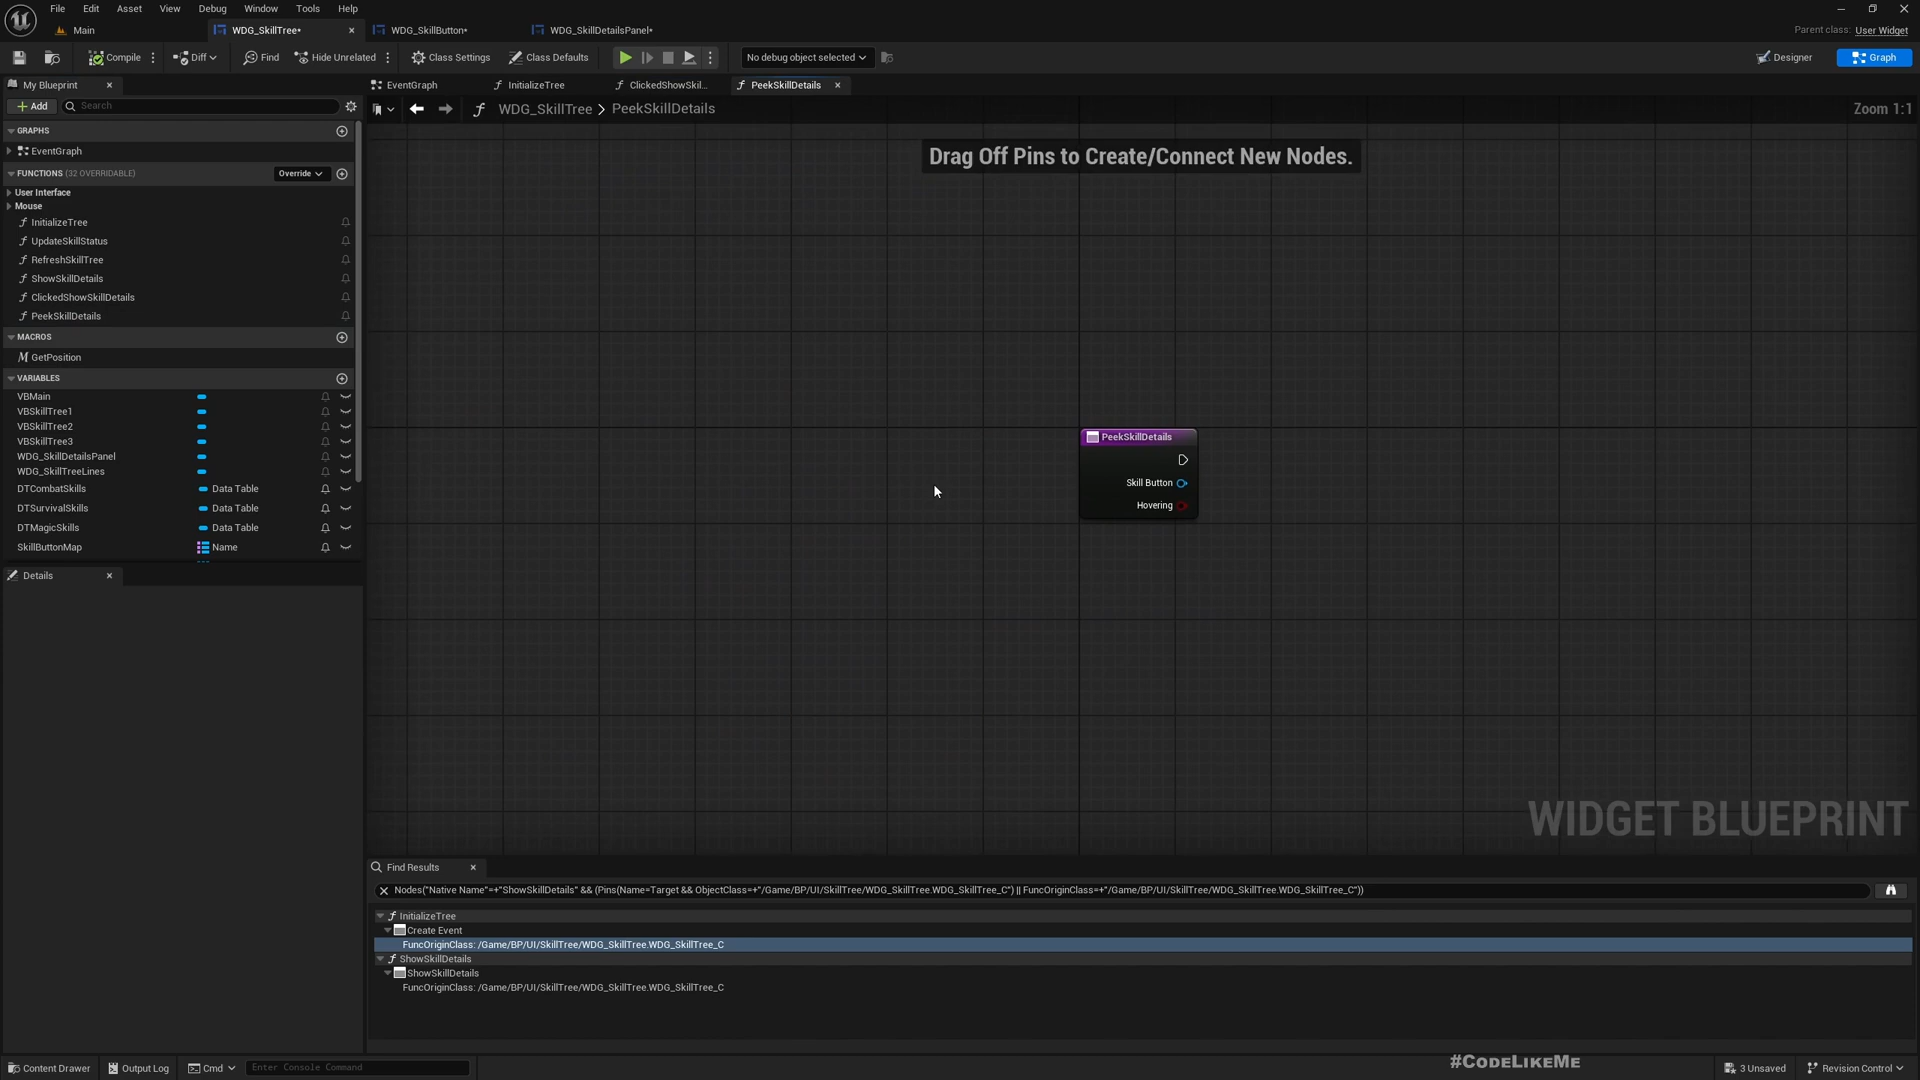 File Edit Asset View Debug Window Tools Help
Main WDG_SkillTree* WDG_SkillButton* WDG_SkillDetailsPanel* Parent class: User Widget
Compile Diff Find Hide Unrelated Class Settings Class Defaults No debug object selected Designer Graph
My Blueprint EventGraph InitializeTree ClickedShowSkil... PeekSkillDetails
Add Search WDG_SkillTree > PeekSkillDetails Zoom 1:1
GRAPHS
EventGraph
Drag Off Pins to Create/Connect New Nodes.
FUNCTIONS (32 OVERRIDABLE) Override
User Interface
Mouse
InitializeTree
UpdateSkillStatus
RefreshSkillTree
ShowSkillDetails
ClickedShowSkillDetails
PeekSkillDetails
MACROS
GetPosition
VARIABLES
VBMain
VBSkillTree1
VBSkillTree2
VBSkillTree3
WDG_SkillDetailsPanel
WDG_SkillTreeLines
DTCombatSkills Data Table
DTSurvivalSkills Data Table
DTMagicSkills Data Table
SkillButtonMap Name
PeekSkillDetails
Skill Button
Hovering
Details
WIDGET BLUEPRINT
Find Results
Nodes("Native Name"=+"ShowSkillDetails" && (Pins(Name=Target && ObjectClass=+"/Game/BP/UI/SkillTree/WDG_SkillTree.WDG_SkillTree_C") || FuncOriginClass=+"/Game/BP/UI/SkillTree/WDG_SkillTree.WDG_SkillTree_C"))
InitializeTree
Create Event
FuncOriginClass: /Game/BP/UI/SkillTree/WDG_SkillTree.WDG_SkillTree_C
ShowSkillDetails
ShowSkillDetails
FuncOriginClass: /Game/BP/UI/SkillTree/WDG_SkillTree.WDG_SkillTree_C
#CODELIKEME
Content Drawer Output Log Cmd Enter Console Command 3 Unsaved Revision Control